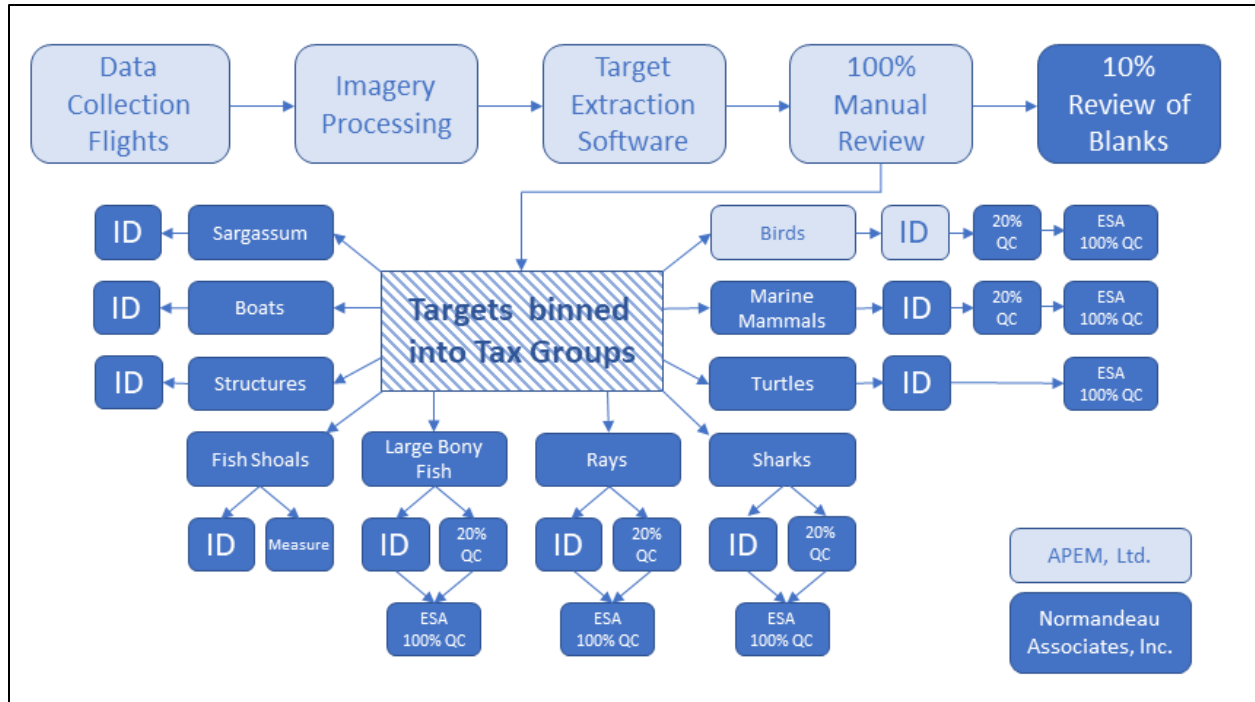 Data
Collection
Flights
Imagery
Processing
Target
Extraction
Software
100%
Manual
Review
10%
Review of
Blanks
ID
Sargassum
Birds
ID
20%
QC
ESA
100% QC
ID
Boats
Targets binned
into Tax Groups
Marine
Mammals
ID
20%
QC
ESA
100% QC
ID
Structures
Turtles
ID
ESA
100% QC
Fish Shoals
Large Bony
Fish
Rays
Sharks
ID
Measure
ID
20%
QC
ID
20%
QC
ID
20%
QC
ESA
100% QC
ESA
100% QC
ESA
100% QC
APEM, Ltd.
Normandeau
Associates, Inc.